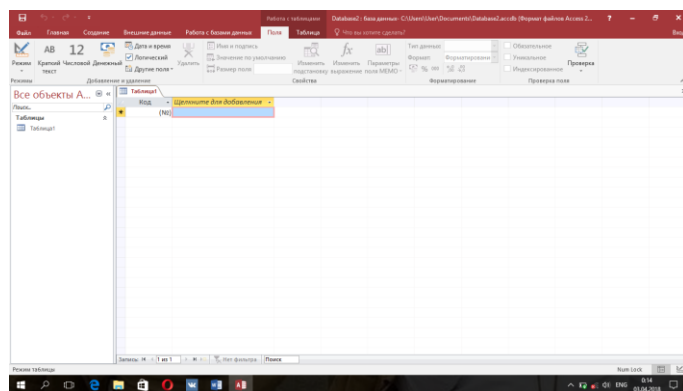 Работа с таблицами
Database2 : база данных- C:\Users\User\Documents\Database2.accdb (Формат файлов Access 2...
Файл Главная Создание Внешние данные Работа с базами данных Поля Таблица Что вы хотите сделать?
Режим
Краткий текст
AB
12
Числовой
Денежный
Дата и время
Логический
Другие поля
Удалить
Имя и подпись
Значение по умолчанию
Размер поля
Изменить подстановку
fx
Изменить выражение
ab
Параметры поля МЕМО
Тип данных:
Формат: Форматировани
Обязательное
Уникальное
Индексированное
Проверка
Режимы Добавление и удаление Свойства Форматирование Проверка поля
Все объекты A...
Поиск...
Таблицы
Таблица1
Таблица1
Код Щелкните для добавления
(№)
Запись: 1 из 1 Нет фильтра Поиск
Режим таблицы
Num Lock
ENG
0:14
03.04.2018